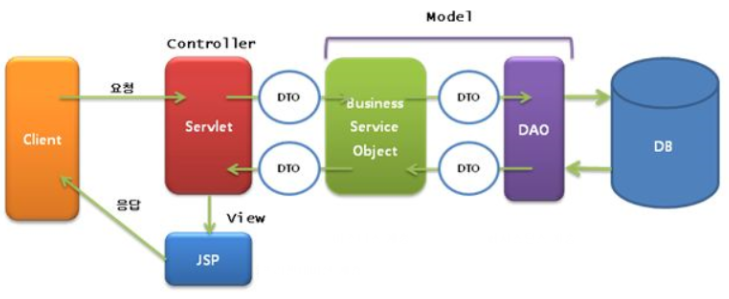 Model
Controller
요청
Client
Servlet
DTO
Business
Service
Object
DTO
DAO
DB
DTO
DTO
응답
View
JSP